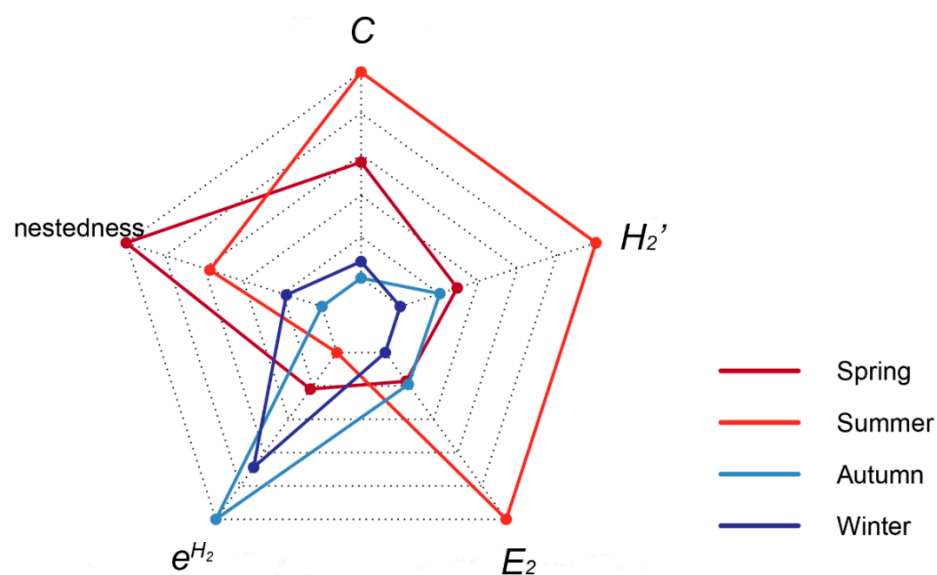 C
nestedness
H₂’
e^H₂
E₂
Spring
Summer
Autumn
Winter